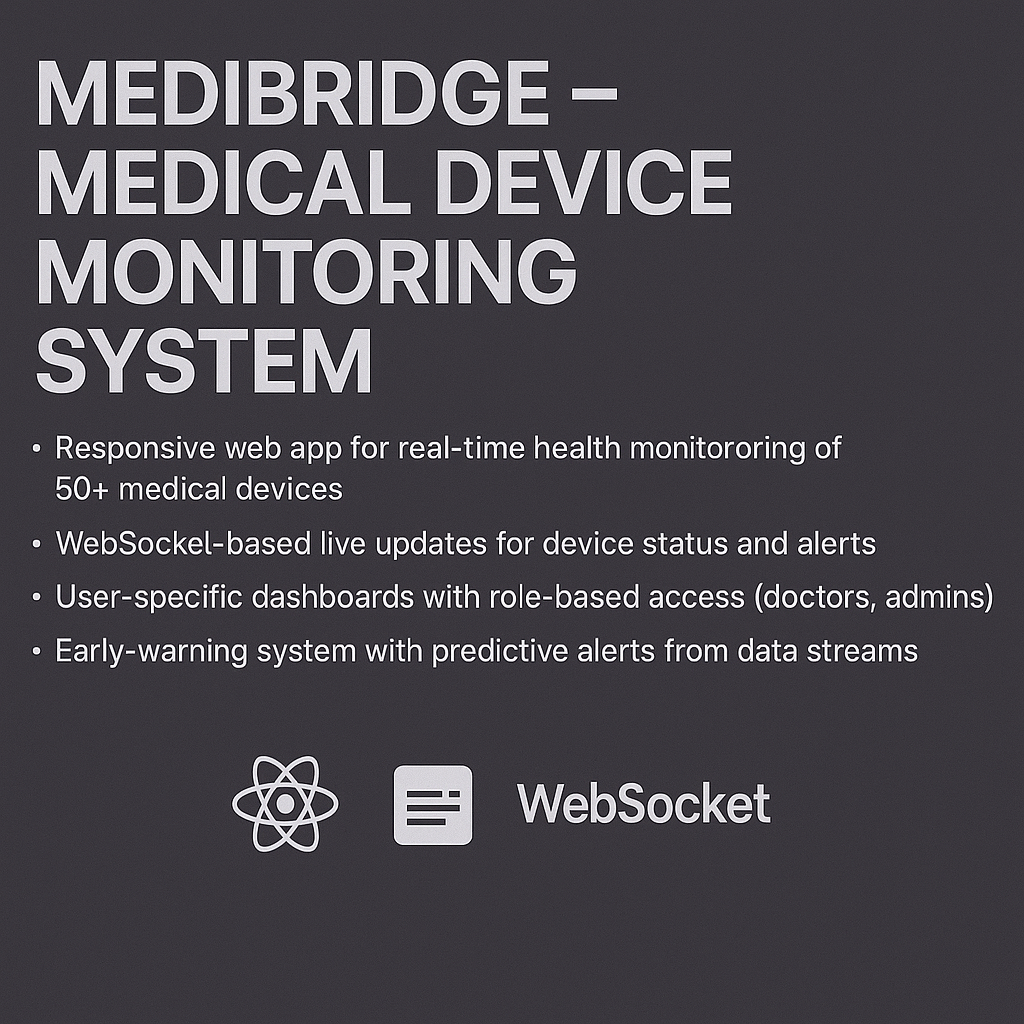 MEDIBRIDGE –
MEDICAL DEVICE
MONITORING
SYSTEM
• Responsive web app for real-time health monitororing of
50+ medical devices
• WebSockel-based live updates for device status and alerts
• User-specific dashboards with role-based access (doctors, admins)
• Early-warning system with predictive alerts from data streams
WebSocket